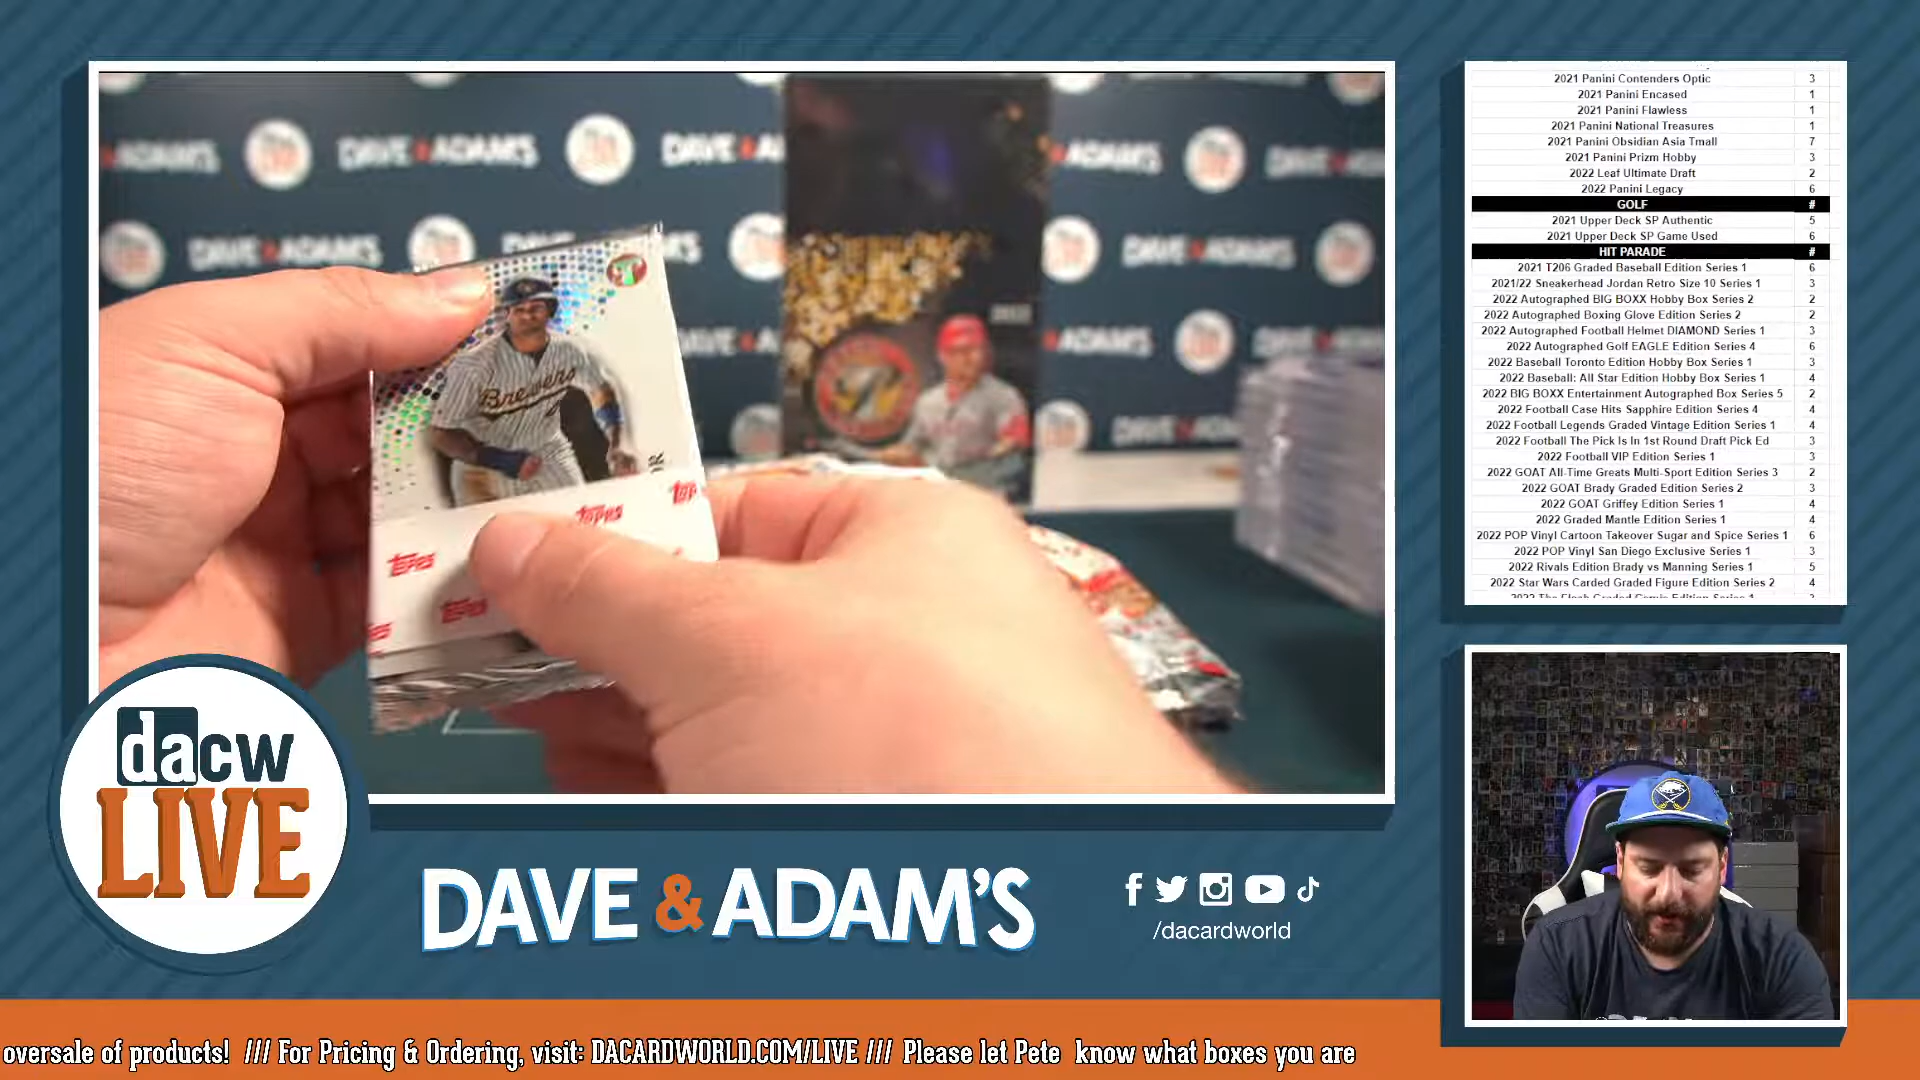 DAVE & ADAM'S
DAVE & ADAM'S
DAVE & ADAM'S
2022
Brewers
TOPPS
TOPPS
TOPPS
dacw
LIVE
DAVE & ADAM'S
/dacardworld
2021 Panini Contenders Optic 3
2021 Panini Encased 1
2021 Panini Flawless 1
2021 Panini National Treasures 1
2021 Panini Obsidian Asia Tmall 7
2021 Panini Prizm Hobby 3
2022 Leaf Ultimate Draft 2
2022 Panini Legacy 6
GOLF #
2021 Upper Deck SP Authentic 5
2021 Upper Deck SP Game Used 6
HIT PARADE #
2021 T206 Graded Baseball Edition Series 1 6
2021/22 Sneakerhead Jordan Retro Size 10 Series 1 3
2022 Autographed BIG BOXX Hobby Box Series 2 2
2022 Autographed Boxing Glove Edition Series 2 2
2022 Autographed Football Helmet DIAMOND Series 1 3
2022 Autographed Golf EAGLE Edition Series 4 6
2022 Baseball Toronto Edition Hobby Box Series 1 3
2022 Baseball: All Star Edition Hobby Box Series 1 4
2022 BIG BOXX Entertainment Autographed Box Series 5 2
2022 Football Case Hits Sapphire Edition Series 4 4
2022 Football Legends Graded Vintage Edition Series 1 4
2022 Football The Pick Is In 1st Round Draft Pick Ed 3
2022 Football VIP Edition Series 1 3
2022 GOAT All-Time Greats Multi-Sport Edition Series 3 2
2022 GOAT Brady Graded Edition Series 2 3
2022 GOAT Griffey Edition Series 1 4
2022 Graded Mantle Edition Series 1 4
2022 POP Vinyl Cartoon Takeover Sugar and Spice Series 1 6
2022 POP Vinyl San Diego Exclusive Series 1 3
2022 Rivals Edition Brady vs Manning Series 1 5
2022 Star Wars Carded Graded Figure Edition Series 2 4
oversale of products! /// For Pricing & Ordering, visit: DACARDWORLD.COM/LIVE /// Please let Pete know what boxes you are